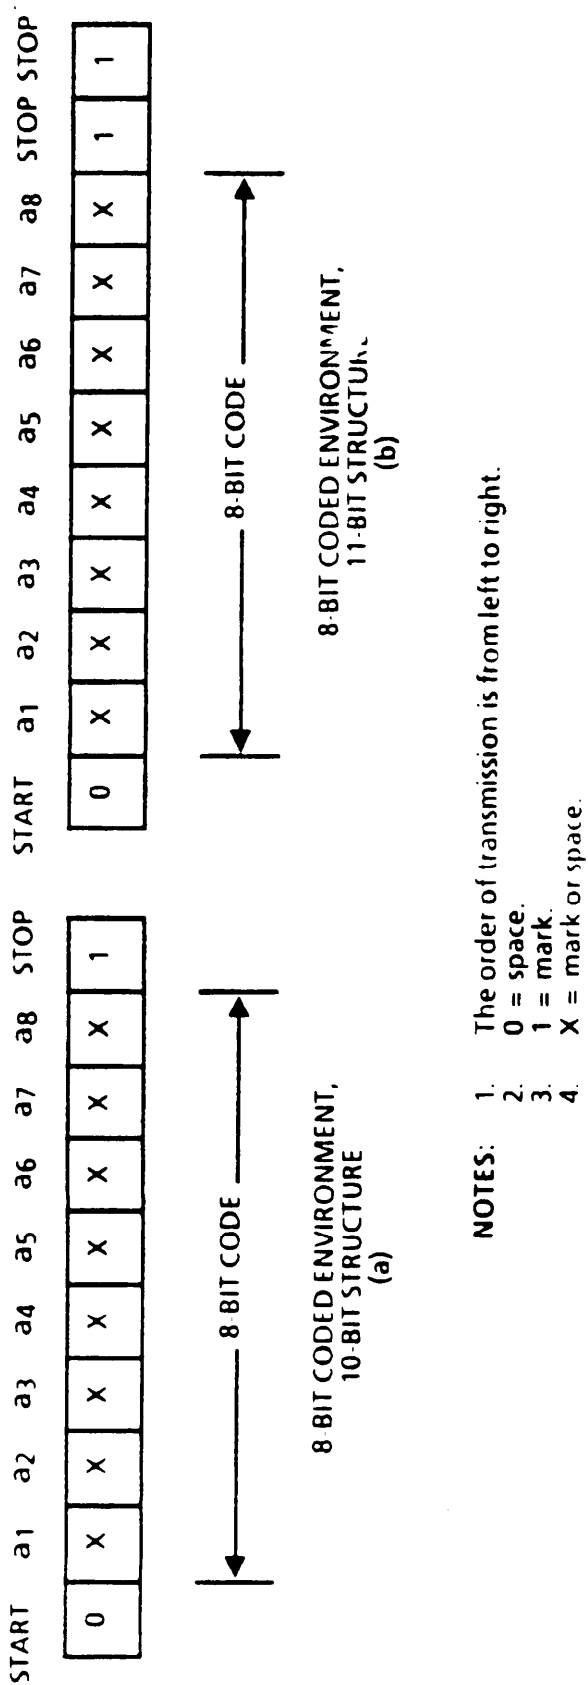 START a1 a2 a3 a4 a5 a6 a7 a8 STOP
0 X X X X X X X X 1
8-BIT CODE
8-BIT CODED ENVIRONMENT,
10-BIT STRUCTURE
(a)
START a1 a2 a3 a4 a5 a6 a7 a8 STOP STOP
0 X X X X X X X X 1 1
8-BIT CODE
8-BIT CODED ENVIRONMENT,
11-BIT STRUCTURE
(b)
NOTES: 1. The order of transmission is from left to right.
2. 0 = space.
3. 1 = mark.
4. X = mark or space.